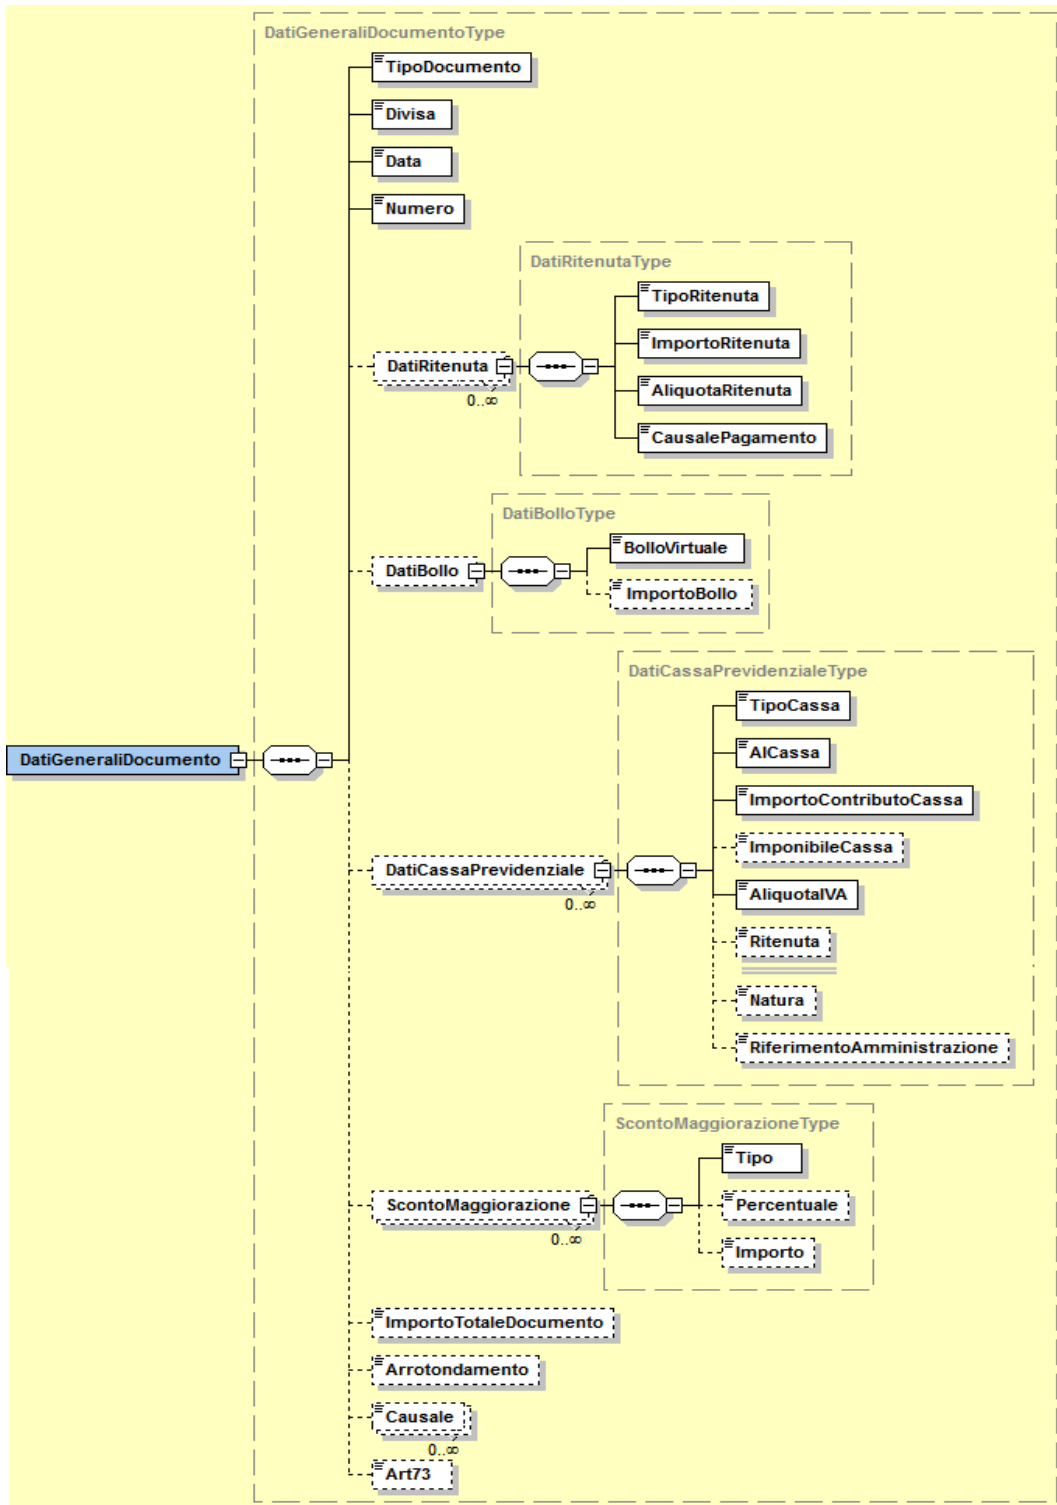 DatiGeneraliDocumentoType
TipoDocumento
Divisa
Data
Numero
DatiRitenutaType
TipoRitenuta
ImportoRitenuta
DatiRitenuta
AliquotaRitenuta
0..∞
CausalePagamento
DatiBolloType
BolloVirtuale
DatiBollo
ImportoBollo
DatiCassaPrevidenzialeType
TipoCassa
AlCassa
DatiGeneraliDocumento
ImportoContributoCassa
ImponibileCassa
DatiCassaPrevidenziale
0..∞
AliquotaIVA
Ritenuta
Natura
RiferimentoAmministrazione
ScontoMaggiorazioneType
Tipo
ScontoMaggiorazione
Percentuale
0..∞
Importo
ImportoTotaleDocumento
Arrotondamento
Causale
0..∞
Art73